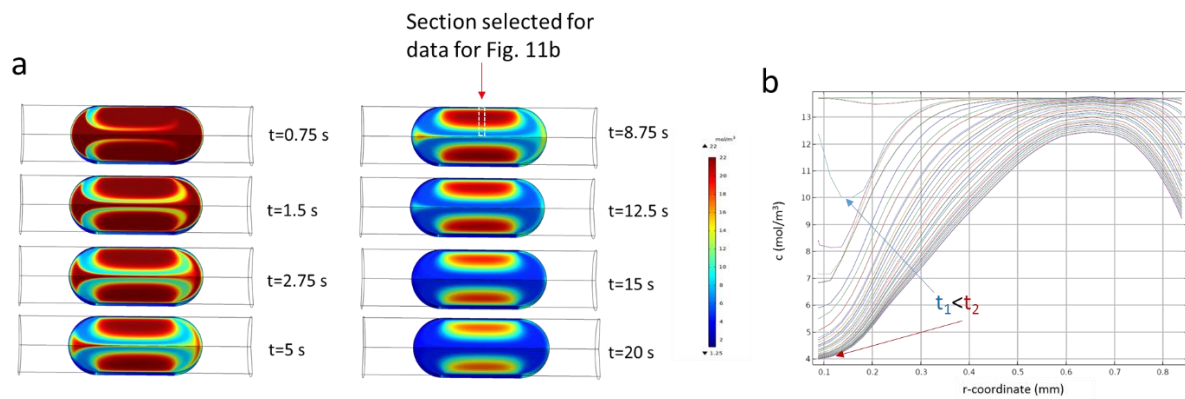 Section selected for
data for Fig. 11b
a
t=0.75 s
t=1.5 s
t=2.75 s
t=5 s
t=8.75 s
t=12.5 s
t=15 s
t=20 s
mol/m³
▲ 22
22
20
18
16
14
12
10
8
6
4
2
▼ 1.25
b
c (mol/m³)
13
12
11
10
9
8
7
6
5
4
t₁<t₂
0.1
0.2
0.3
0.4
0.5
0.6
0.7
0.8
r-coordinate (mm)